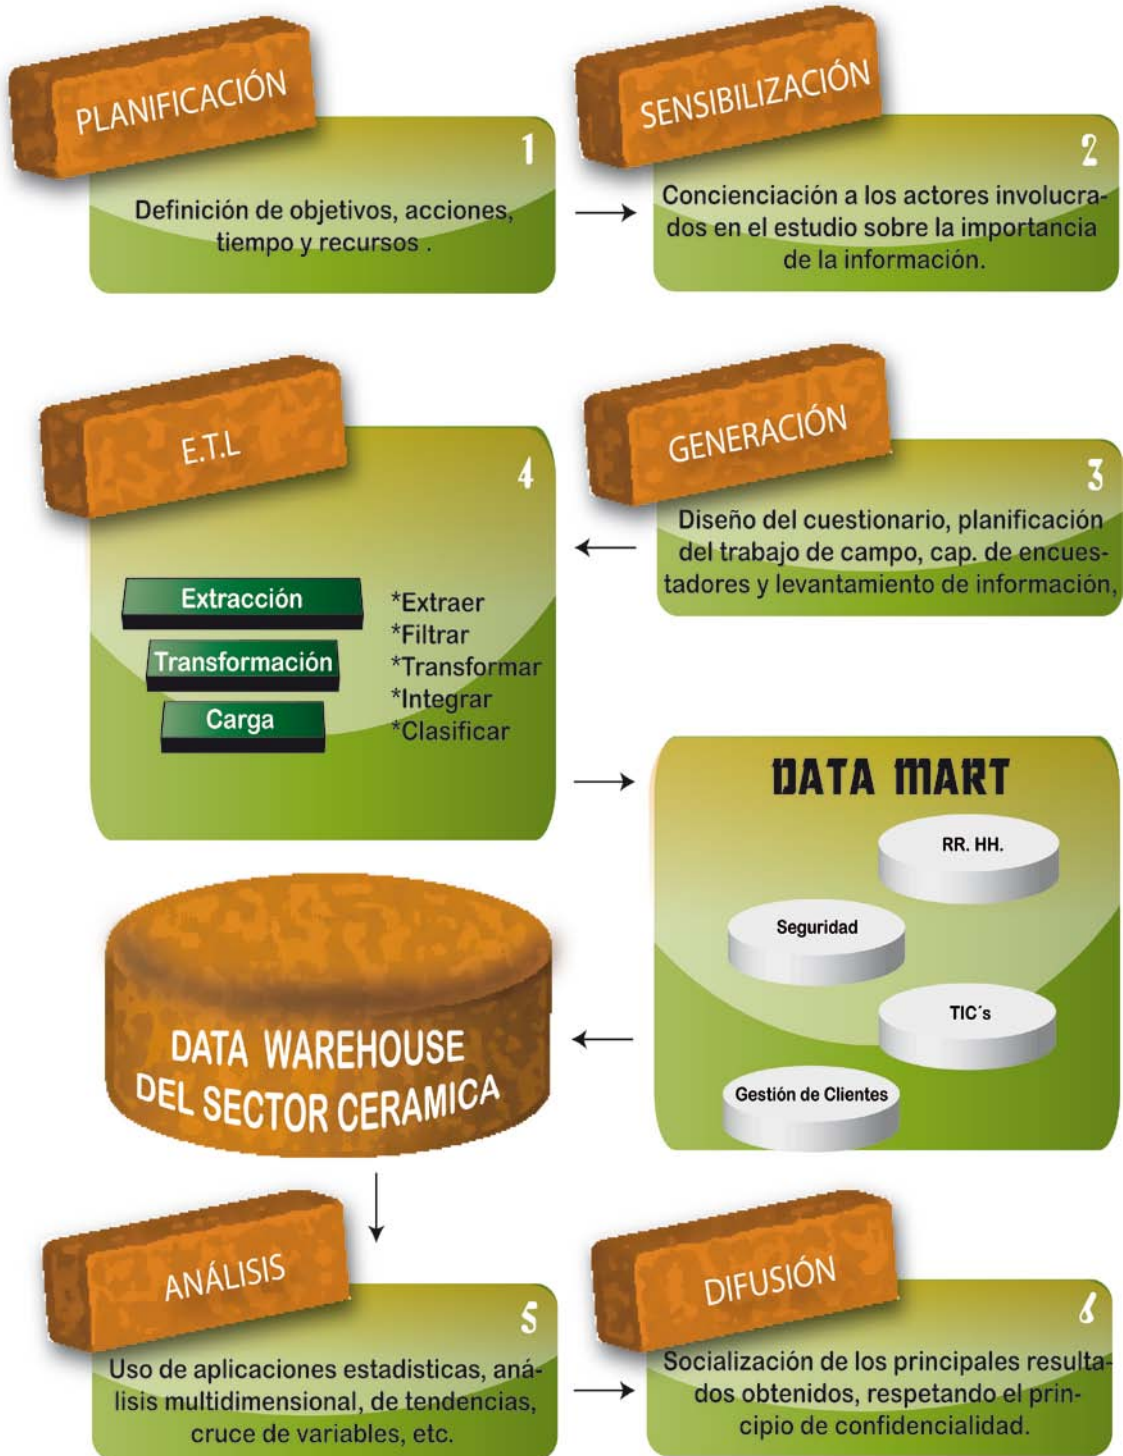 PLANIFICACIÓN
1
Definición de objetivos, acciones,
tiempo y recursos .
SENSIBILIZACIÓN
2
Concienciación a los actores involucra-
dos en el estudio sobre la importancia
de la información.
GENERACIÓN
3
Diseño del cuestionario, planificación
del trabajo de campo, cap. de encues-
tadores y levantamiento de información,
E.T.L
4
Extracción
Transformación
Carga
*Extraer
*Filtrar
*Transformar
*Integrar
*Clasificar
DATA MART
RR. HH.
Seguridad
TIC´s
Gestión de Clientes
DATA WAREHOUSE
DEL SECTOR CERAMICA
ANÁLISIS
5
Uso de aplicaciones estadisticas, aná-
lisis multidimensional, de tendencias,
cruce de variables, etc.
DIFUSIÓN
6
Socialización de los principales resulta-
dos obtenidos, respetando el prin-
cipio de confidencialidad.